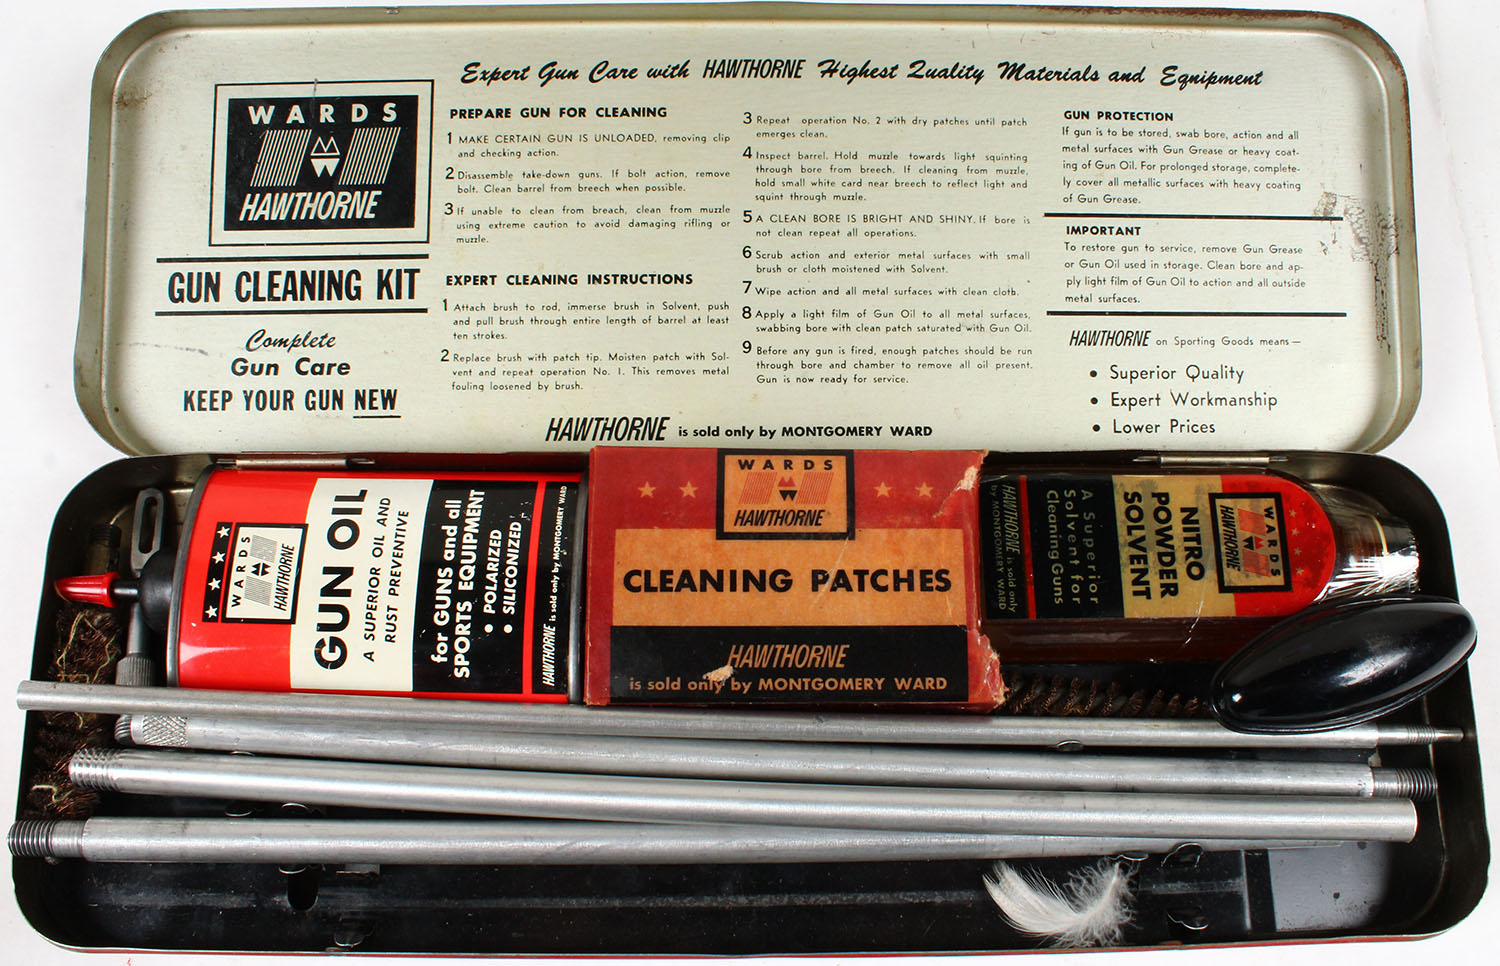 Expert Gun Care with HAWTHORNE Highest Quality Materials and Equipment
WARDS
MW
HAWTHORNE
GUN CLEANING KIT
Complete
Gun Care
KEEP YOUR GUN NEW
PREPARE GUN FOR CLEANING
1 MAKE CERTAIN GUN IS UNLOADED, removing clip
and checking action.
2 Disassemble take-down guns. If bolt action, remove
bolt. Clean barrel from breech when possible.
3 If unable to clean from breach, clean from muzzle
using extreme caution to avoid damaging rifling or
muzzle.
EXPERT CLEANING INSTRUCTIONS
1 Attach brush to rod, immerse brush in Solvent, push
and pull brush through entire length of barrel at least
ten strokes.
2 Replace brush with patch tip. Moisten patch with Sol-
vent and repeat operation No. 1. This removes metal
fouling loosened by brush.
3 Repeat operation No. 2 with dry patches until patch
emerges clean.
4 Inspect barrel. Hold muzzle towards light squinting
through bore from breech. If cleaning from muzzle,
hold small white card near breech to reflect light and
squint through muzzle.
5 A CLEAN BORE IS BRIGHT AND SHINY. If bore is
not clean repeat all operations.
6 Scrub action and exterior metal surfaces with small
brush or cloth moistened with Solvent.
7 Wipe action and all metal surfaces with clean cloth.
8 Apply a light film of Gun Oil to all metal surfaces,
swabbing bore with clean patch saturated with Gun Oil.
9 Before any gun is fired, enough patches should be run
through bore and chamber to remove all oil present.
Gun is now ready for service.
GUN PROTECTION
If gun is to be stored, swab bore, action and all
metal surfaces with Gun Grease or heavy coat-
ing of Gun Oil. For prolonged storage, complete-
ly cover all metallic surfaces with heavy coating
of Gun Grease.
IMPORTANT
To restore gun to service, remove Gun Grease
or Gun Oil used in storage. Clean bore and ap-
ply light film of Gun Oil to action and all outside
metal surfaces.
HAWTHORNE on Sporting Goods means—
• Superior Quality
• Expert Workmanship
• Lower Prices
HAWTHORNE is sold only by MONTGOMERY WARD
WARDS
MW
HAWTHORNE
GUN OIL
A SUPERIOR OIL AND
RUST PREVENTIVE
for GUNS and all
SPORTS EQUIPMENT
• POLARIZED
• SILICONIZED
HAWTHORNE is sold only by MONTGOMERY WARD
WARDS
MW
HAWTHORNE
CLEANING PATCHES
HAWTHORNE
is sold only by MONTGOMERY WARD
WARDS
MW
HAWTHORNE
NITRO
POWDER
SOLVENT
A Superior
Solvent for
Cleaning Guns
HAWTHORNE is sold only
by MONTGOMERY WARD